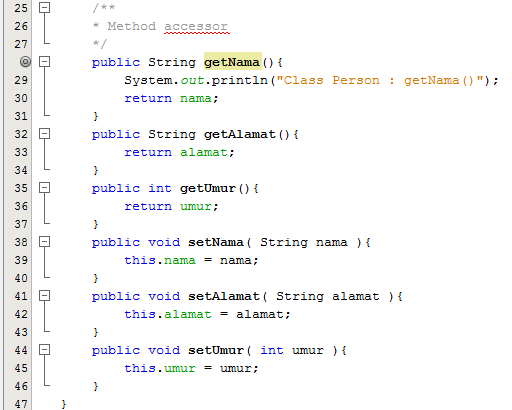 25 /**
26 * Method accessor
27 */
public String getNama(){
29 System.out.println("Class Person : getNama()");
30 return nama;
31 }
32 public String getAlamat(){
33 return alamat;
34 }
35 public int getUmur(){
36 return umur;
37 }
38 public void setNama( String nama ){
39 this.nama = nama;
40 }
41 public void setAlamat( String alamat ){
42 this.alamat = alamat;
43 }
44 public void setUmur( int umur ){
45 this.umur = umur;
46 }
47 }